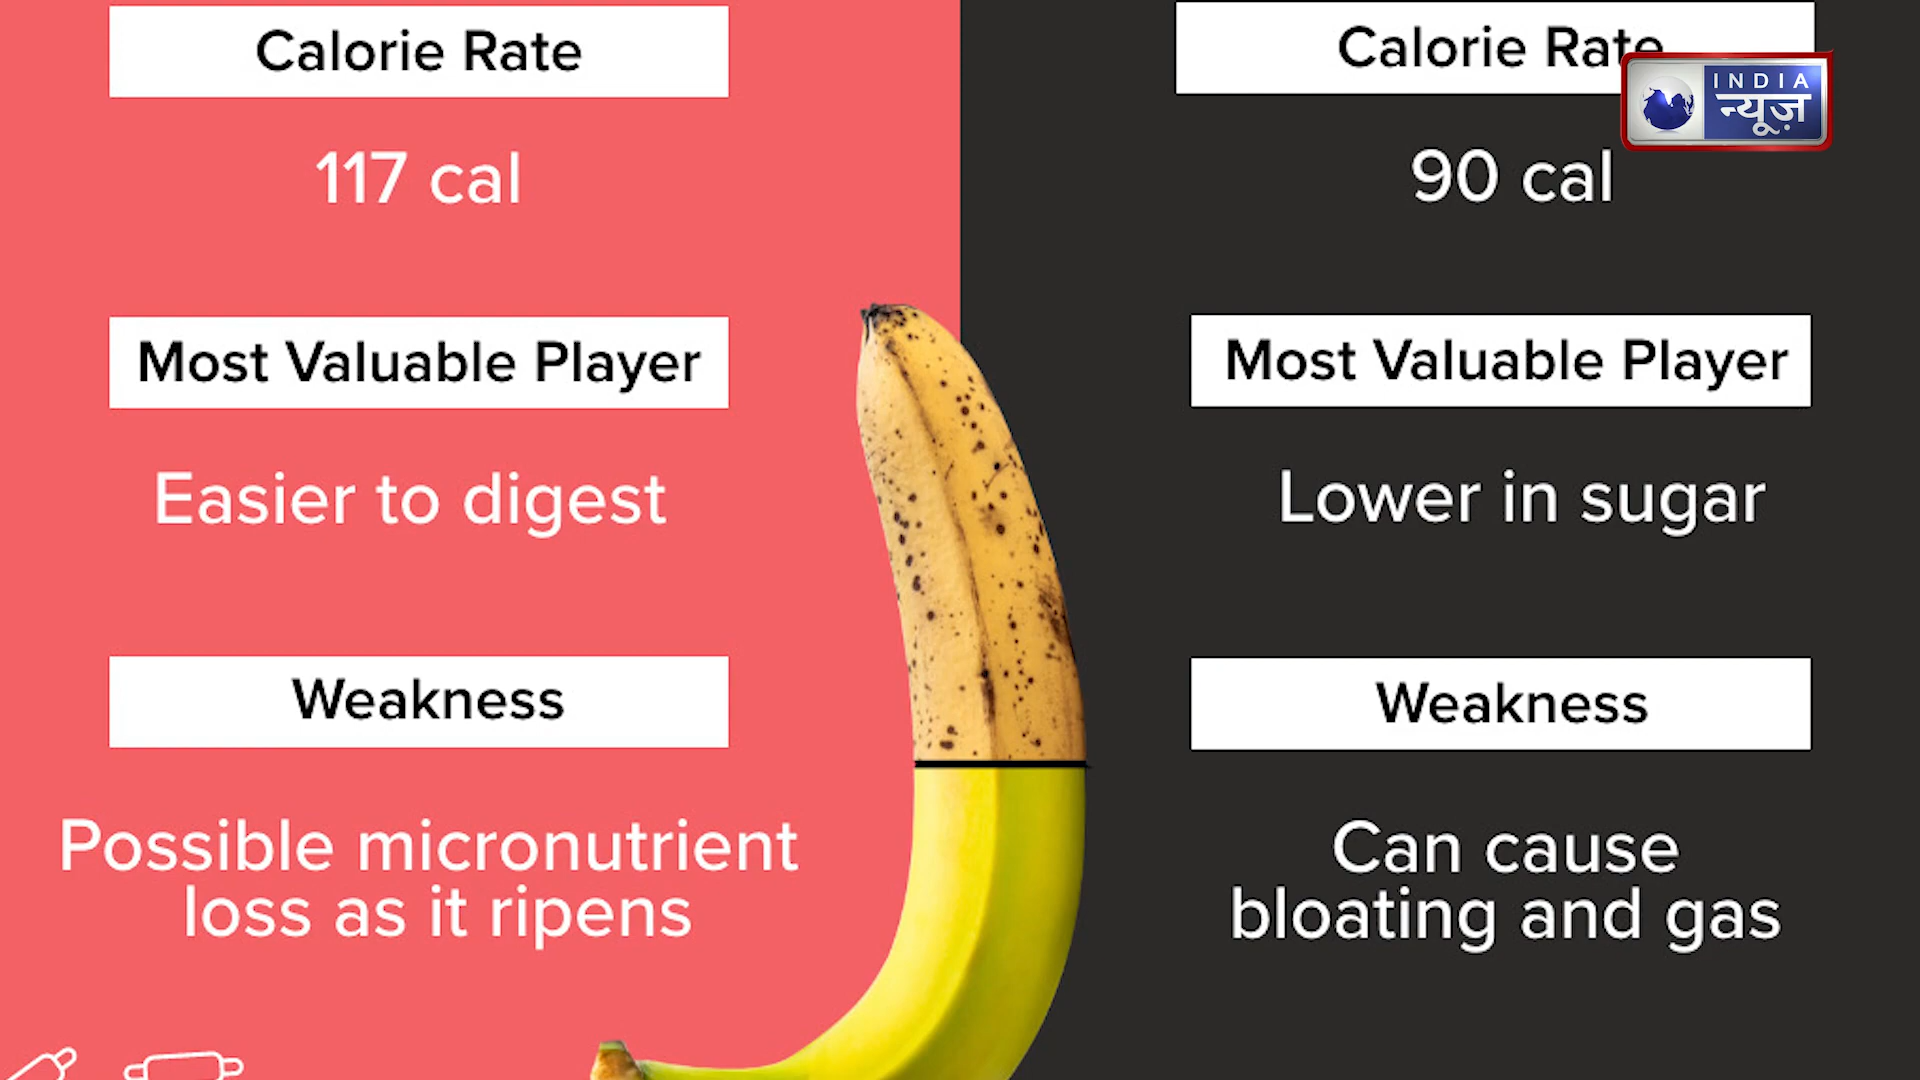 Calorie Rate
117 cal
Most Valuable Player
Easier to digest
Weakness
Possible micronutrient
loss as it ripens
Calorie Rate
90 cal
Most Valuable Player
Lower in sugar
Weakness
Can cause
bloating and gas
INDIA
न्यूज़